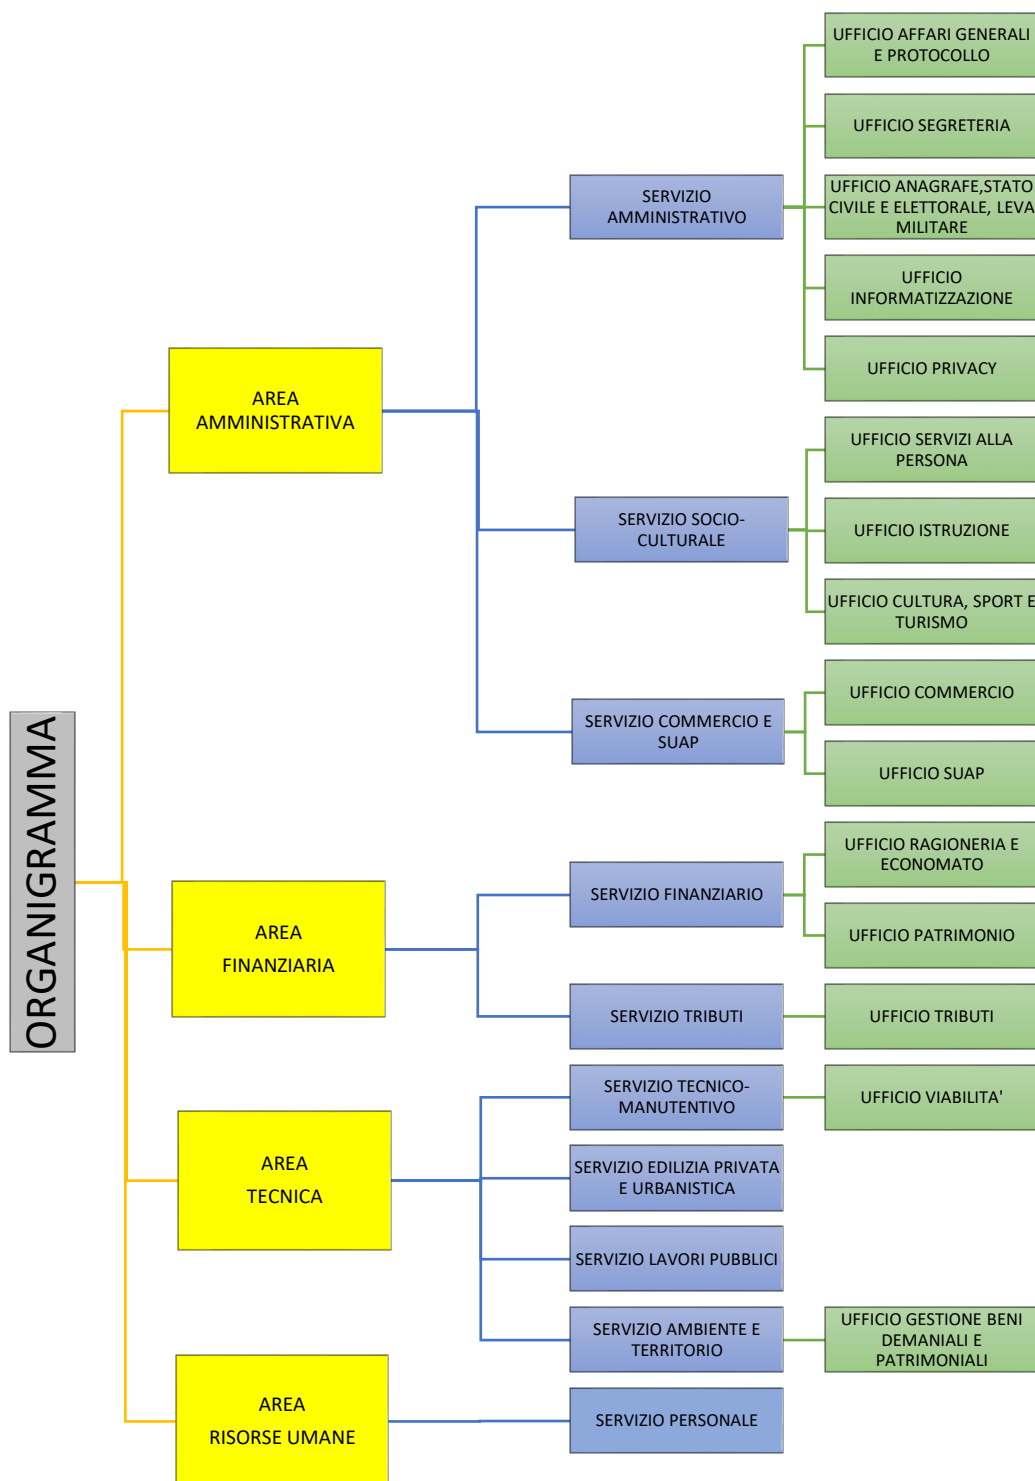 ORGANIGRAMMA
AREA
AMMINISTRATIVA
SERVIZIO
AMMINISTRATIVO
UFFICIO AFFARI GENERALI
E PROTOCOLLO
UFFICIO SEGRETERIA
UFFICIO ANAGRAFE,STATO
CIVILE E ELETTORALE, LEVA
MILITARE
UFFICIO
INFORMATIZZAZIONE
UFFICIO PRIVACY
SERVIZIO SOCIO-
CULTURALE
UFFICIO SERVIZI ALLA
PERSONA
UFFICIO ISTRUZIONE
UFFICIO CULTURA, SPORT E
TURISMO
SERVIZIO COMMERCIO E
SUAP
UFFICIO COMMERCIO
UFFICIO SUAP
AREA
FINANZIARIA
SERVIZIO FINANZIARIO
UFFICIO RAGIONERIA E
ECONOMATO
UFFICIO PATRIMONIO
SERVIZIO TRIBUTI
UFFICIO TRIBUTI
AREA
TECNICA
SERVIZIO TECNICO-
MANUTENTIVO
UFFICIO VIABILITA'
SERVIZIO EDILIZIA PRIVATA
E URBANISTICA
SERVIZIO LAVORI PUBBLICI
SERVIZIO AMBIENTE E
TERRITORIO
UFFICIO GESTIONE BENI
DEMANIALI E
PATRIMONIALI
AREA
RISORSE UMANE
SERVIZIO PERSONALE